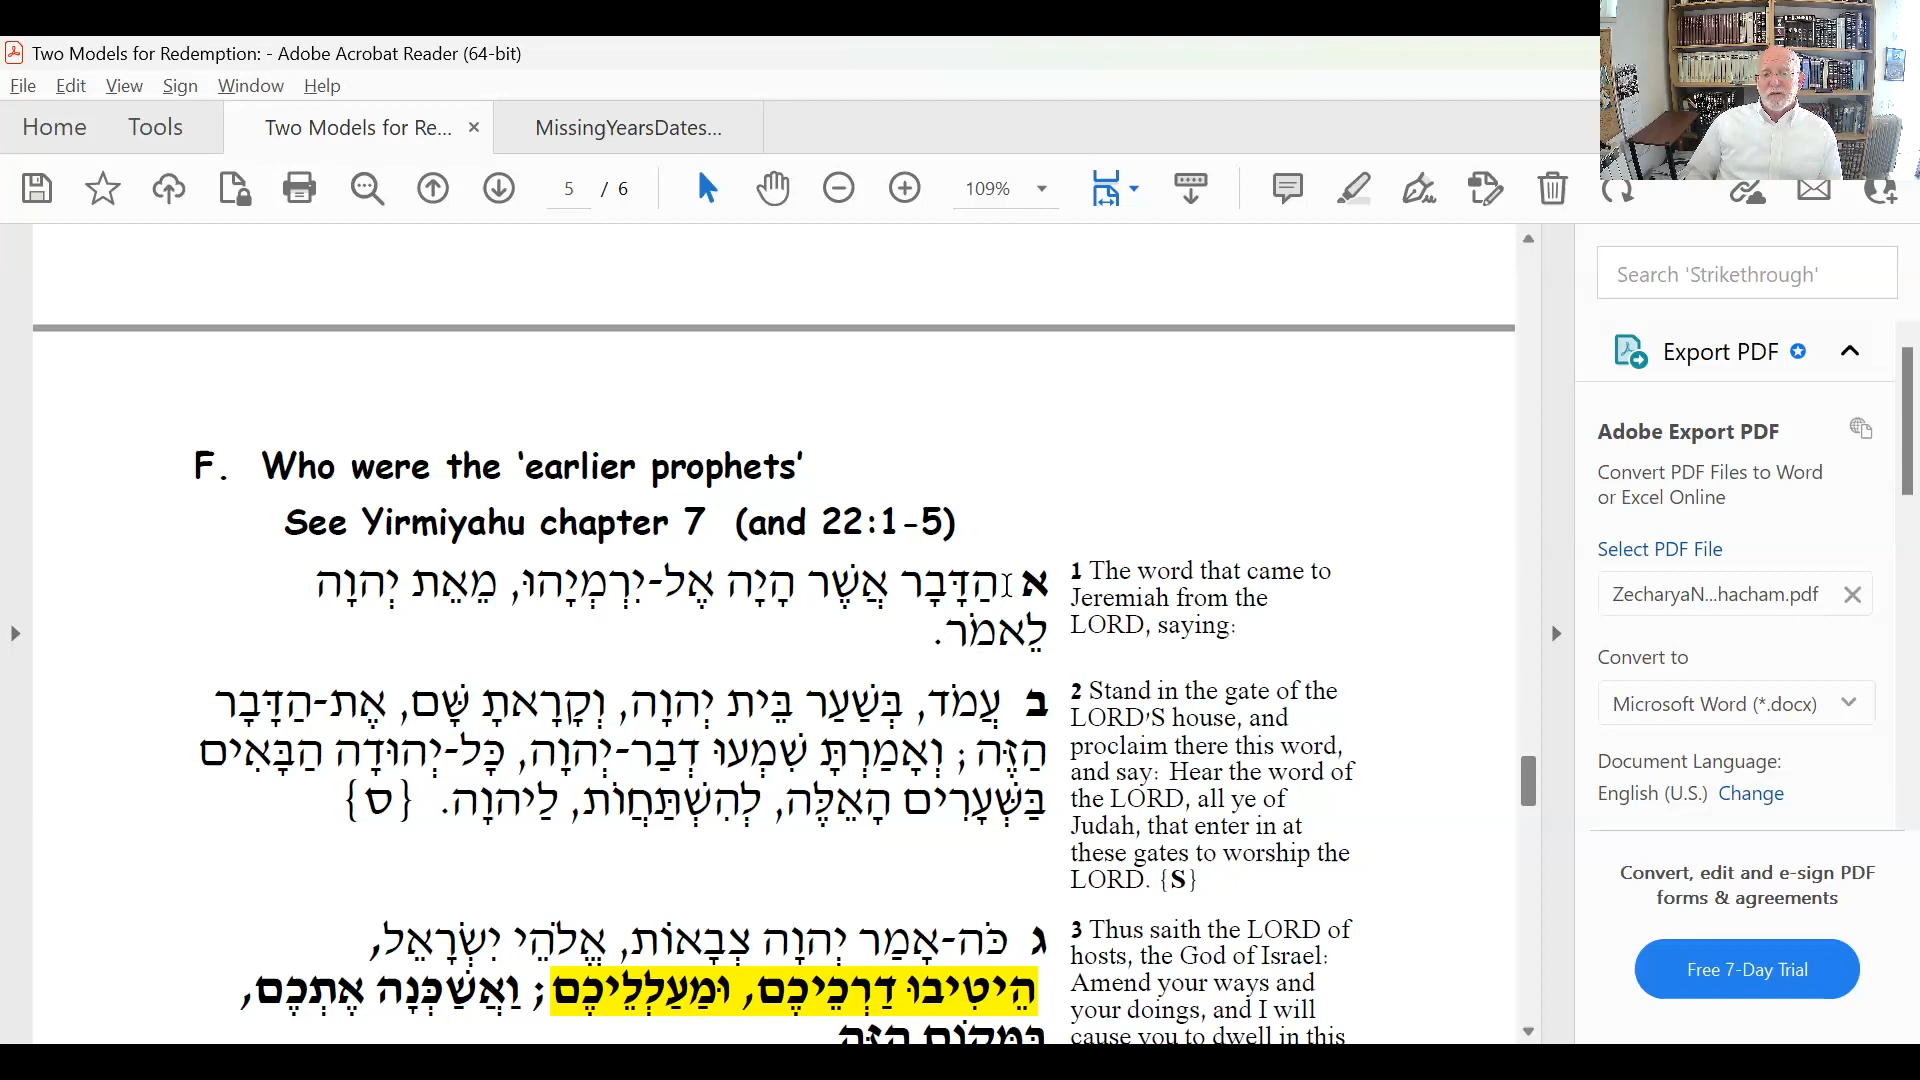 Two Models for Redemption: - Adobe Acrobat Reader (64-bit)
File Edit View Sign Window Help
Home Tools Two Models for Re... × MissingYearsDates...
5 / 6 109%
Search 'Strikethrough'
Export PDF
Adobe Export PDF
Convert PDF Files to Word
or Excel Online
Select PDF File
ZecharyaN...hacham.pdf
Convert to
Microsoft Word (*.docx)
Document Language:
English (U.S.) Change
Convert, edit and e-sign PDF
forms & agreements
Free 7-Day Trial
F. Who were the ‘earlier prophets’
See Yirmiyahu chapter 7 (and 22:1-5)
א הַדָּבָר אֲשֶׁר הָיָה אֶל-יִרְמְיָהוּ, מֵאֵת יְהוָה
לֵאמֹר.
1 The word that came to
Jeremiah from the
LORD, saying:
ב עֲמֹד, בְּשַׁעַר בֵּית יְהוָה, וְקָרָאתָ שָּׁם, אֶת-הַדָּבָר
הַזֶּה; וְאָמַרְתָּ שִׁמְעוּ דְבַר-יְהוָה, כָּל-יְהוּדָה הַבָּאִים
בַּשְּׁעָרִים הָאֵלֶּה, לְהִשְׁתַּחֲוֺת, לַיהוָה. {ס}
2 Stand in the gate of the
LORD'S house, and
proclaim there this word,
and say: Hear the word of
the LORD, all ye of
Judah, that enter in at
these gates to worship the
LORD. {S}
ג כֹּה-אָמַר יְהוָה צְבָאוֹת, אֱלֹהֵי יִשְׂרָאֵל,
הֵיטִיבוּ דַרְכֵיכֶם, וּמַעַלְלֵיכֶם; וַאֲשַׁכְּנָה אֶתְכֶם,
בַּמָּקוֹם הַזֶּה
3 Thus saith the LORD of
hosts, the God of Israel:
Amend your ways and
your doings, and I will
cause you to dwell in this